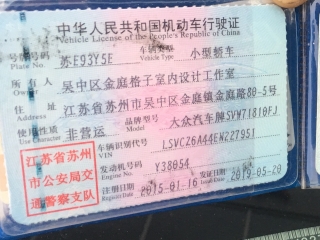 中华人民共和国机动车行驶证
Vehicle License of the People's Republic of China
号牌号码 苏E93Y5E 车辆类型 小型轿车
Plate No. Vehicle Type
所有人 吴中区金庭格子室内设计工作室
Owner
住址 江苏省苏州市吴中区金庭镇金庭路89-5号
Address
使用性质 非营运 品牌型号 大众汽车牌SVW71810FJ
Use Character Model
江苏省苏州
市公安局交
通警察支队
车辆识别代号 LSVCZ6A44EN227951
VIN
发动机号码 Y38054
Engine No.
注册日期 2015-01-16 发证日期 2019-05-20
Register Date Issue Date